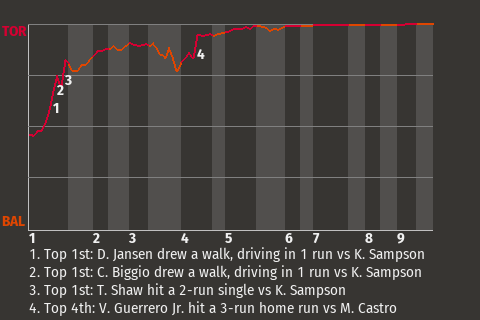 TOR
4
3
2
1
BAL
1 2 3 4 5 6 7 8 9
1. Top 1st: D. Jansen drew a walk, driving in 1 run vs K. Sampson
2. Top 1st: C. Biggio drew a walk, driving in 1 run vs K. Sampson
3. Top 1st: T. Shaw hit a 2-run single vs K. Sampson
4. Top 4th: V. Guerrero Jr. hit a 3-run home run vs M. Castro